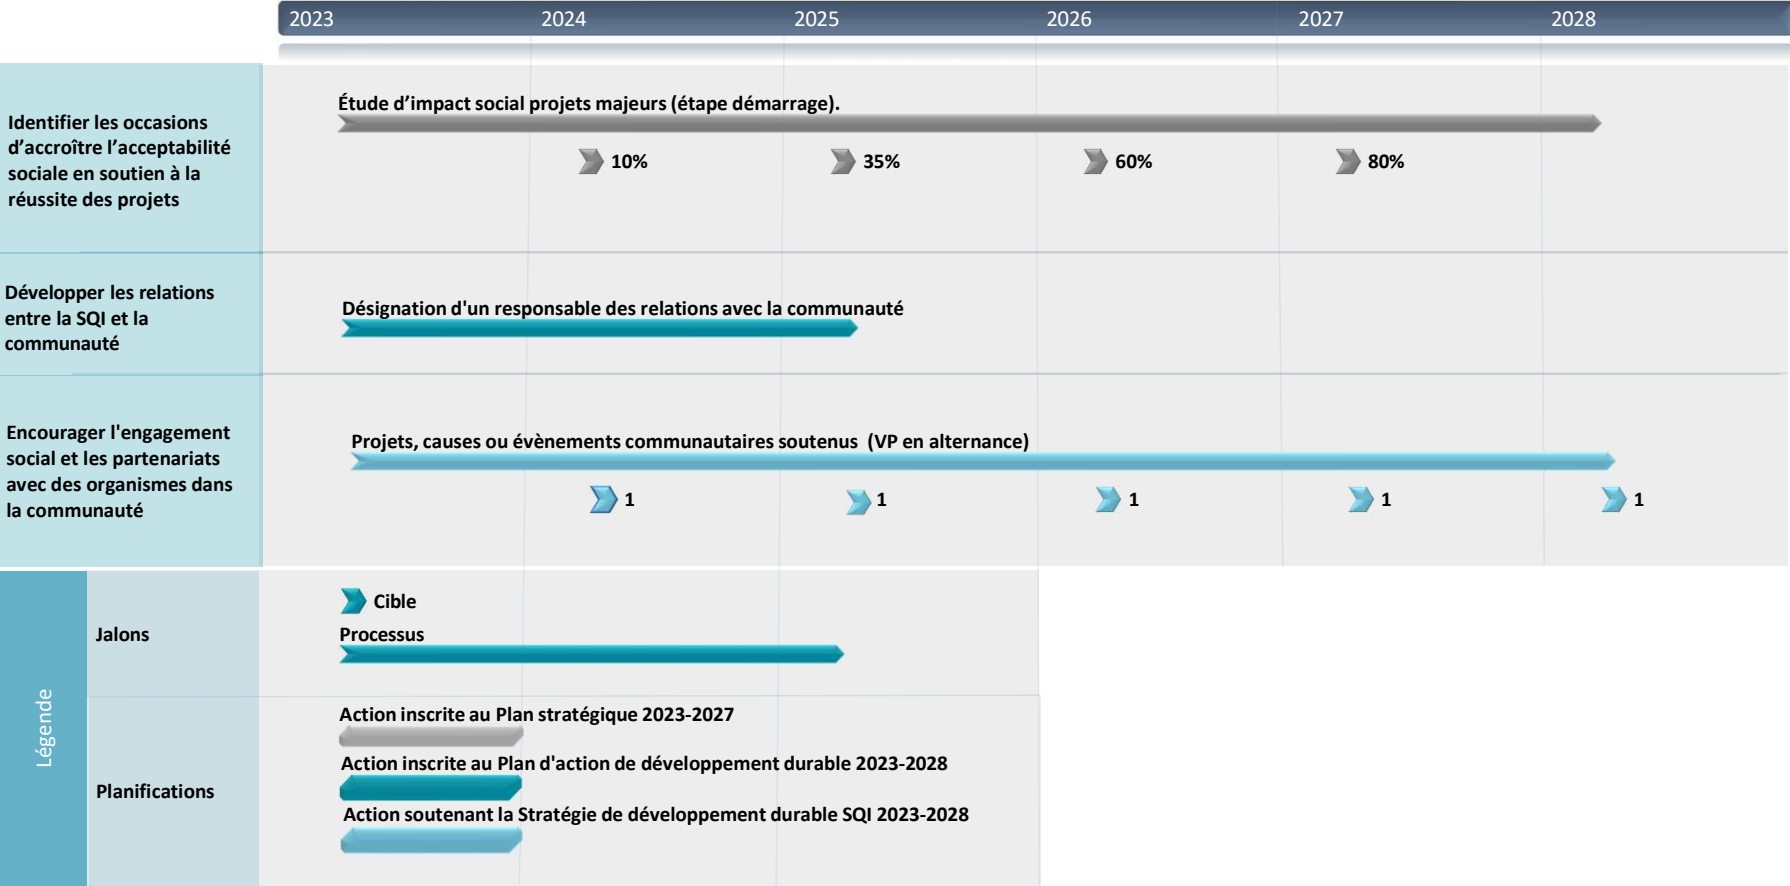 2023 2024 2025 2026 2027 2028
Identifier les occasions
d’accroître l’acceptabilité
sociale en soutien à la
réussite des projets
Étude d’impact social projets majeurs (étape démarrage).
10% 35% 60% 80%
Développer les relations
entre la SQI et la
communauté
Désignation d'un responsable des relations avec la communauté
Encourager l'engagement
social et les partenariats
avec des organismes dans
la communauté
Projets, causes ou évènements communautaires soutenus  (VP en alternance)
1 1 1 1 1
Légende
Jalons
Cible
Processus
Planifications
Action inscrite au Plan stratégique 2023-2027
Action inscrite au Plan d'action de développement durable 2023-2028
Action soutenant la Stratégie de développement durable SQI 2023-2028